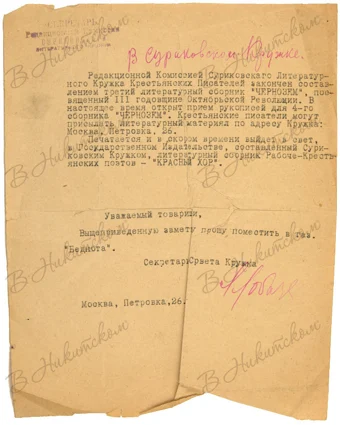 СЕКРЕТАРЬ
В Суриковском Кружке.
Редакционной Комиссией Суриковского Литератур-
ного Кружка Крестьянских Писателей закончен состав-
лением третий литературный сборник "ЧЕРНОЗЕМ", пос-
вященный III годовщине Октябрьской Революции. В
настоящее время открыт прием рукописей для 4-го
сборника "ЧЕРНОЗЕМ". Крестьянские писатели могут
присылать литературный материал по адресу Кружка:
Москва, Петровка, 26.
Печатается и в скором времени выйдет в свет,
в Государственном Издательстве, составленный Сури-
ковским Кружком, литературный сборник Рабоче-Кресть-
янских поэтов - "КРАСНЫЙ ХОР".
Уважаемый товарищ,
Вышеприведенную заметку прошу поместить в газ.
"Беднота".
Секретарь Совета Кружка
Москва, Петровка, 26.
В Никитском